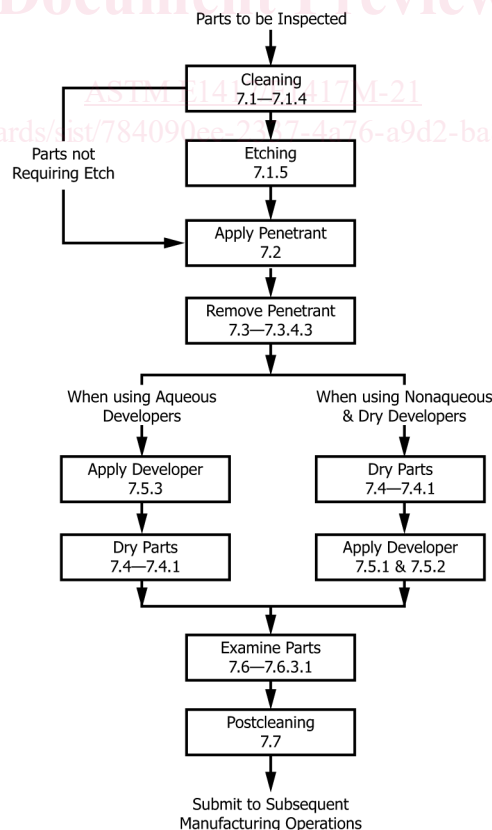 Document Preview
Parts to be Inspected
Cleaning
7.1—7.1.4
Parts not
Requiring Etch
Etching
7.1.5
Apply Penetrant
7.2
Remove Penetrant
7.3—7.3.4.3
When using Aqueous
Developers
When using Nonaqueous
& Dry Developers
Apply Developer
7.5.3
Dry Parts
7.4—7.4.1
Dry Parts
7.4—7.4.1
Apply Developer
7.5.1 & 7.5.2
Examine Parts
7.6—7.6.3.1
Postcleaning
7.7
Submit to Subsequent
Manufacturing Operations